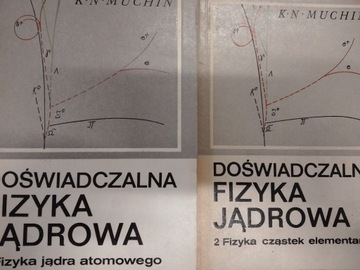 K·N·MUCHIN
DOŚWIADCZALNA
FIZYKA
JĄDROWA
Fizyka jądra atomowego
K·N·MUCHIN
DOŚWIADCZALNA
FIZYKA
JĄDROWA
2 Fizyka cząstek elementar